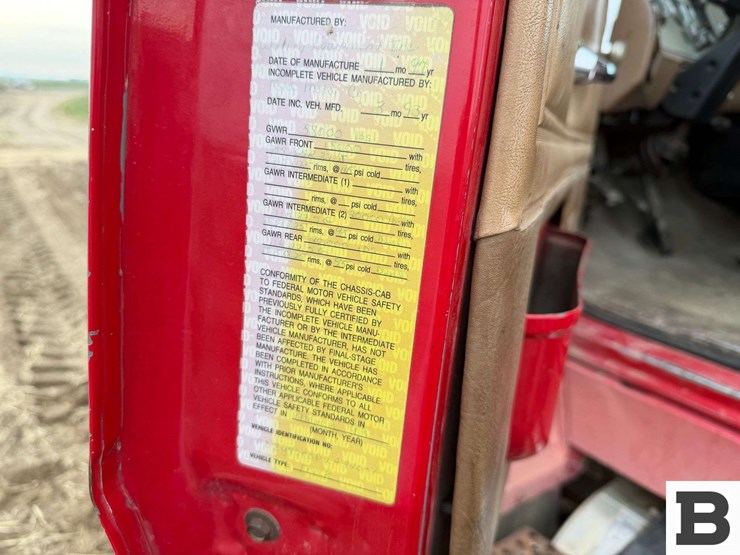 MANUFACTURED BY:
DATE OF MANUFACTURE mo yr
INCOMPLETE VEHICLE MANUFACTURED BY:
DATE INC. VEH. MFD. mo yr
GVWR
GAWR FRONT with
rims, @ psi cold tires,
GAWR INTERMEDIATE (1) with
rims, @ psi cold tires,
GAWR INTERMEDIATE (2) with
rims, @ psi cold tires,
GAWR REAR with
rims, @ psi cold tires,
CONFORMITY OF THE CHASSIS-CAB
TO FEDERAL MOTOR VEHICLE SAFETY
STANDARDS, WHICH HAVE BEEN
PREVIOUSLY FULLY CERTIFIED BY
THE INCOMPLETE VEHICLE MANU-
FACTURER OR BY THE INTERMEDIATE
VEHICLE MANUFACTURER, HAS NOT
BEEN AFFECTED BY FINAL-STAGE
MANUFACTURE. THE VEHICLE HAS
BEEN COMPLETED IN ACCORDANCE
WITH PRIOR MANUFACTURER'S
INSTRUCTIONS, WHERE APPLICABLE
THIS VEHICLE CONFORMS TO ALL
OTHER APPLICABLE FEDERAL MOTOR
VEHICLE SAFETY STANDARDS IN
EFFECT IN
(MONTH, YEAR)
VEHICLE IDENTIFICATION NO:
VEHICLE TYPE:
B